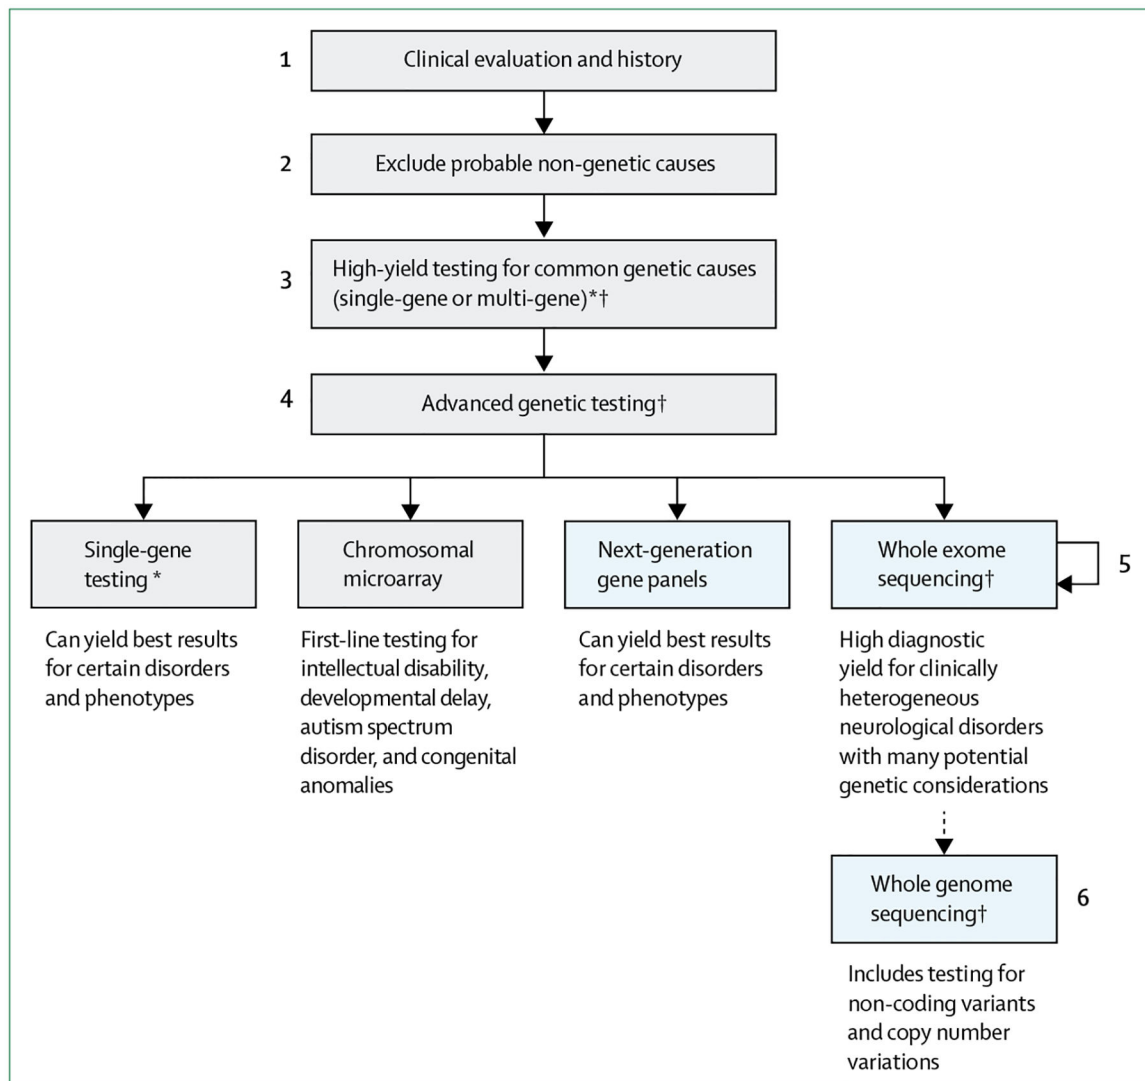 1
Clinical evaluation and history
2
Exclude probable non-genetic causes
3
High-yield testing for common genetic causes
(single-gene or multi-gene)*†
4
Advanced genetic testing†
Single-gene
testing *
Can yield best results
for certain disorders
and phenotypes
Chromosomal
microarray
First-line testing for
intellectual disability,
developmental delay,
autism spectrum
disorder, and congenital
anomalies
Next-generation
gene panels
Can yield best results
for certain disorders
and phenotypes
Whole exome
sequencing†
5
High diagnostic
yield for clinically
heterogeneous
neurological disorders
with many potential
genetic considerations
Whole genome
sequencing†
6
Includes testing for
non-coding variants
and copy number
variations